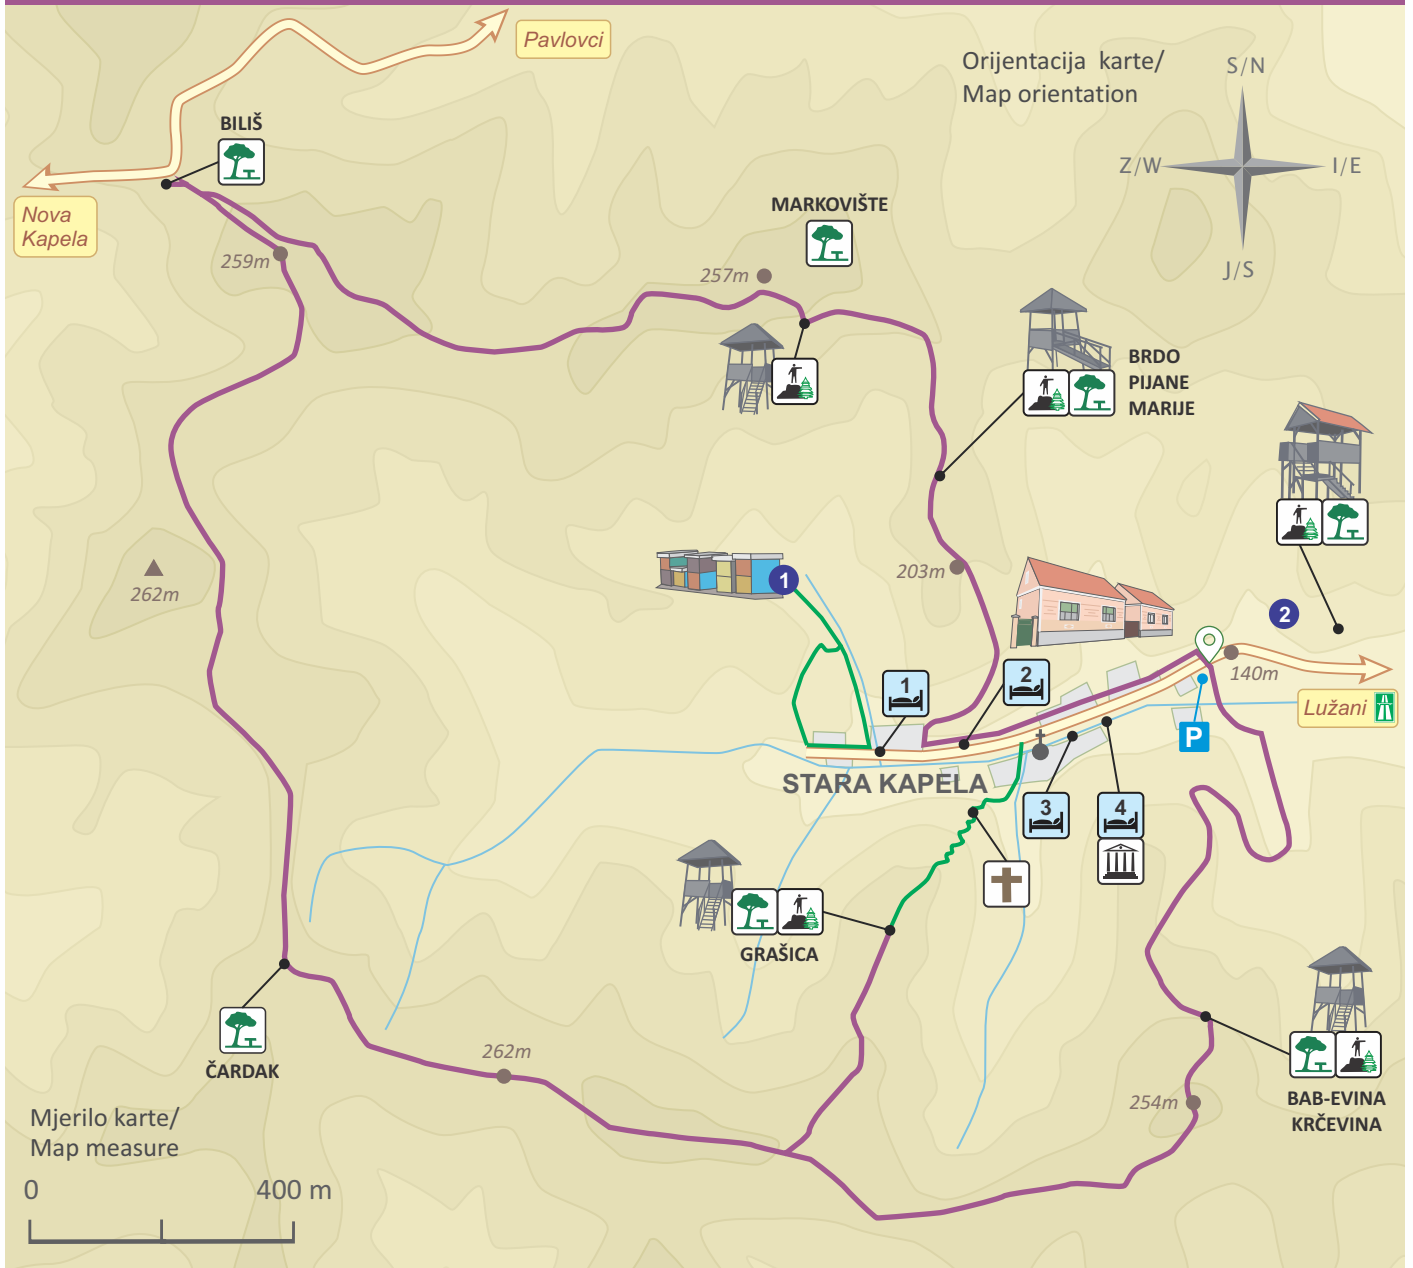 Pavlovci
Orijentacija karte/
Map orientation
S/N
Z/W
I/E
J/S
BILIŠ
Nova
Kapela
259m
MARKOVIŠTE
257m
BRDO
PIJANE
MARIJE
262m
203m
1
2
140m
Lužani
1
2
P
STARA KAPELA
3
4
GRAŠICA
ČARDAK
262m
254m
BAB-EVINA
KRČEVINA
Mjerilo karte/
Map measure
0
400 m